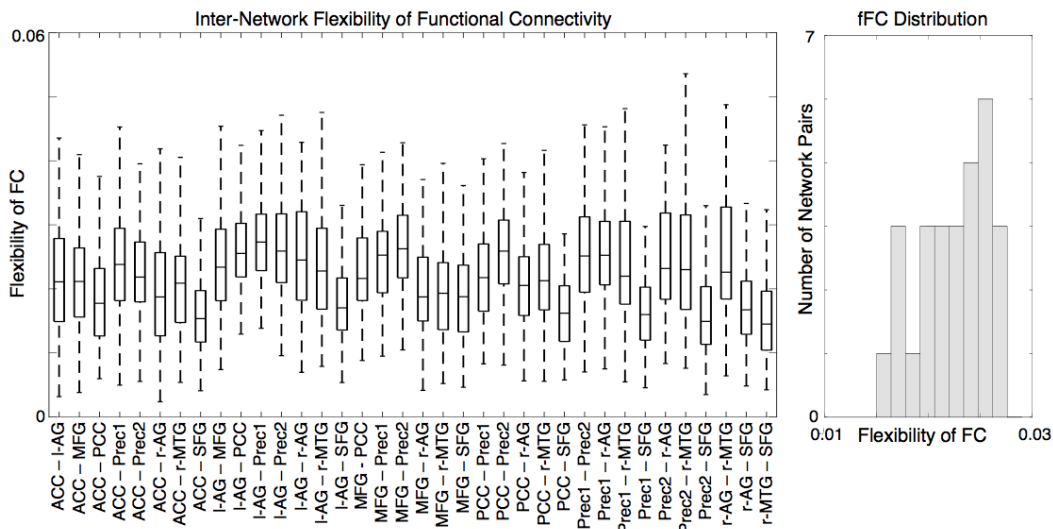 Inter-Network Flexibility of Functional Connectivity
0.06
Flexibility of FC
0
ACC – l-AG
ACC – MFG
ACC – PCC
ACC – Prec1
ACC – Prec2
ACC – r-AG
ACC – r-MTG
ACC – SFG
l-AG – MFG
l-AG – PCC
l-AG – Prec1
l-AG – Prec2
l-AG – r-AG
l-AG – r-MTG
l-AG – SFG
MFG - PCC
MFG – Prec1
MFG – Prec2
MFG – r-AG
MFG – r-MTG
MFG – SFG
PCC – Prec1
PCC – Prec2
PCC – r-AG
PCC – r-MTG
PCC – SFG
Prec1 – Prec2
Prec1 – r-AG
Prec1 – r-MTG
Prec1 – SFG
Prec2 – r-AG
Prec2 – r-MTG
Prec2 – SFG
r-AG – r-MTG
r-AG – SFG
r-MTG – SFG
fFC Distribution
7
Number of Network Pairs
0
0.01
Flexibility of FC
0.03